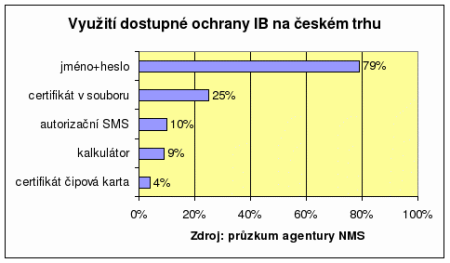 Využití dostupné ochrany IB na českém trhu
jméno+heslo 79%
certifikát v souboru 25%
autorizační SMS 10%
kalkulátor 9%
certifikát čipová karta 4%
0% 20% 40% 60% 80% 100%
Zdroj: průzkum agentury NMS